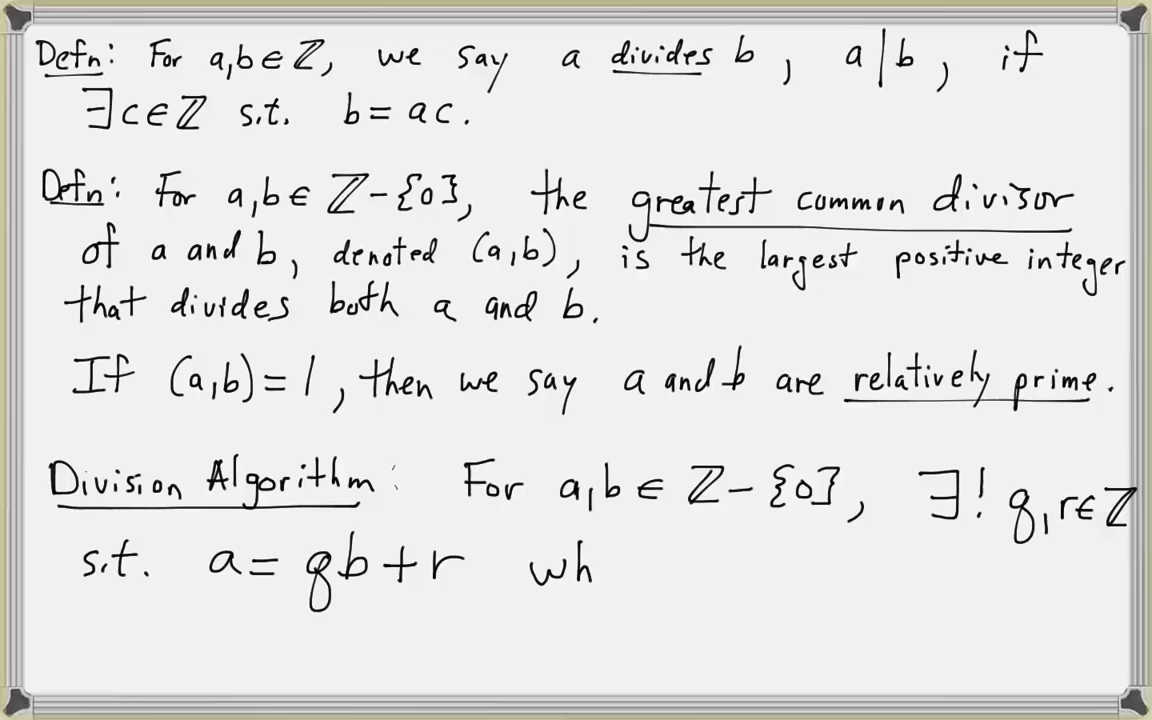 Defn: For a,b∈ℤ, we say a divides b, a|b, if
∃c∈ℤ s.t. b=ac.
Defn: For a,b∈ℤ-{0}, the greatest common divisor
of a and b, denoted (a,b), is the largest positive integer
that divides both a and b.
If (a,b)=1, then we say a and b are relatively prime.
Division Algorithm: For a,b∈ℤ-{0}, ∃! q,r∈ℤ
s.t. a=qb+r wh